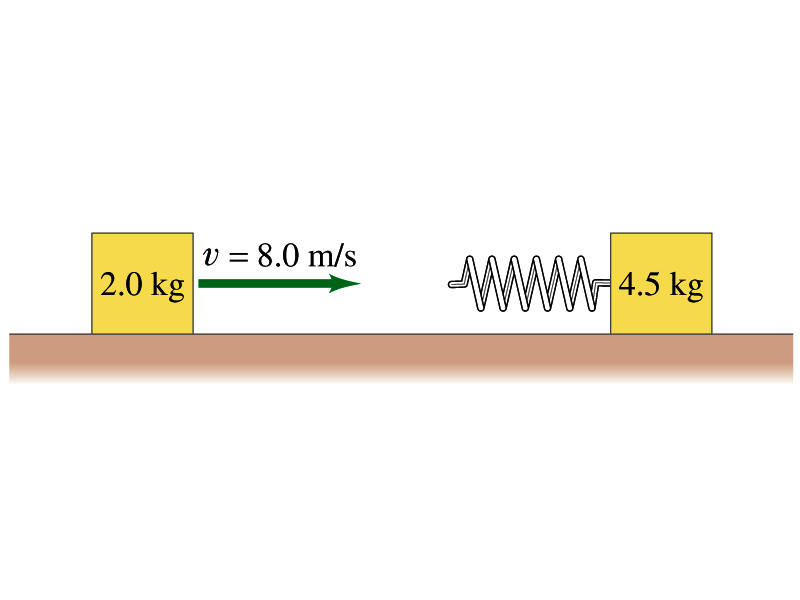 v = 8.0 m/s
2.0 kg
4.5 kg